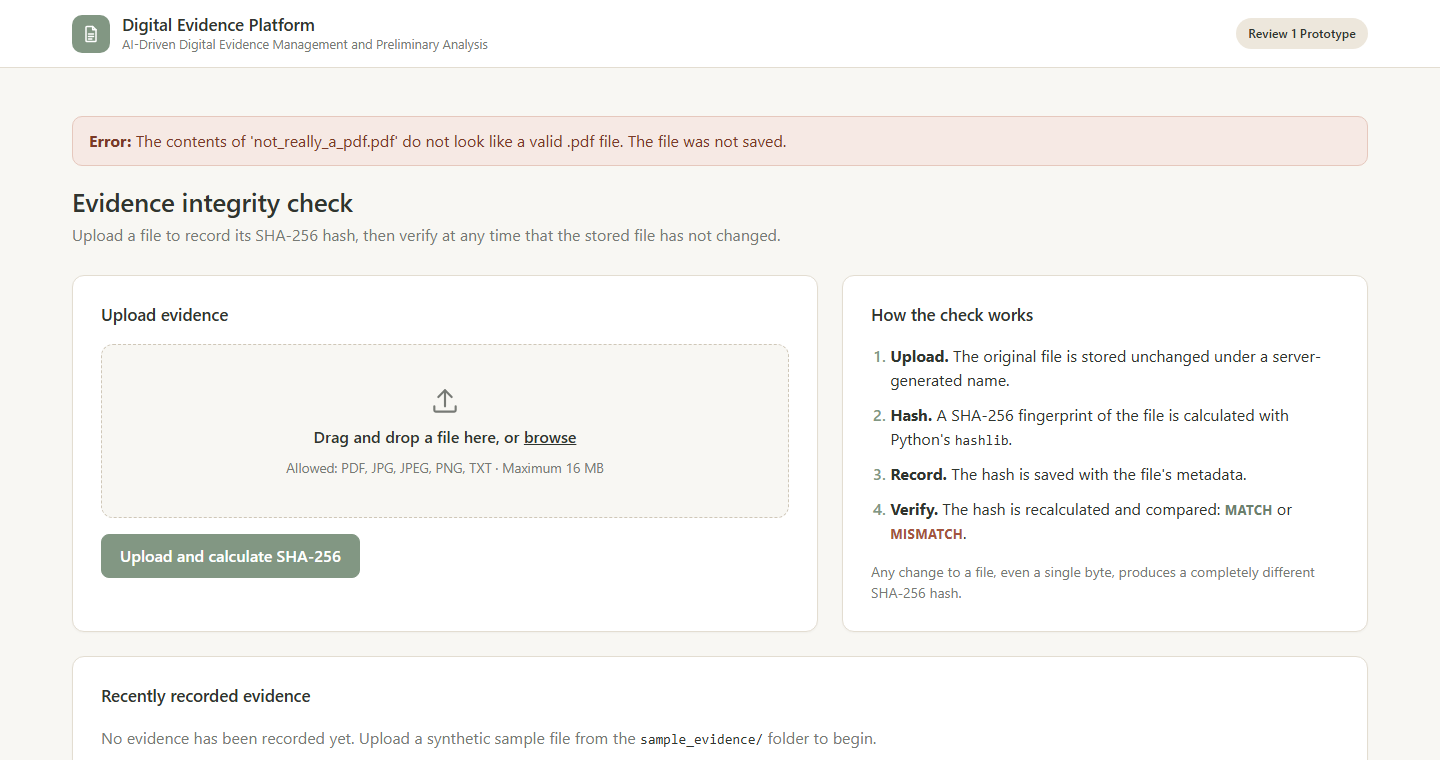 Digital Evidence Platform
AI-Driven Digital Evidence Management and Preliminary Analysis
Review 1 Prototype
Error: The contents of 'not_really_a_pdf.pdf' do not look like a valid .pdf file. The file was not saved.
Evidence integrity check
Upload a file to record its SHA-256 hash, then verify at any time that the stored file has not changed.
Upload evidence
Drag and drop a file here, or browse
Allowed: PDF, JPG, JPEG, PNG, TXT · Maximum 16 MB
Upload and calculate SHA-256
How the check works
1. Upload. The original file is stored unchanged under a server-
generated name.
2. Hash. A SHA-256 fingerprint of the file is calculated with
Python's hashlib.
3. Record. The hash is saved with the file's metadata.
4. Verify. The hash is recalculated and compared: MATCH or
MISMATCH.
Any change to a file, even a single byte, produces a completely different
SHA-256 hash.
Recently recorded evidence
No evidence has been recorded yet. Upload a synthetic sample file from the sample_evidence/ folder to begin.